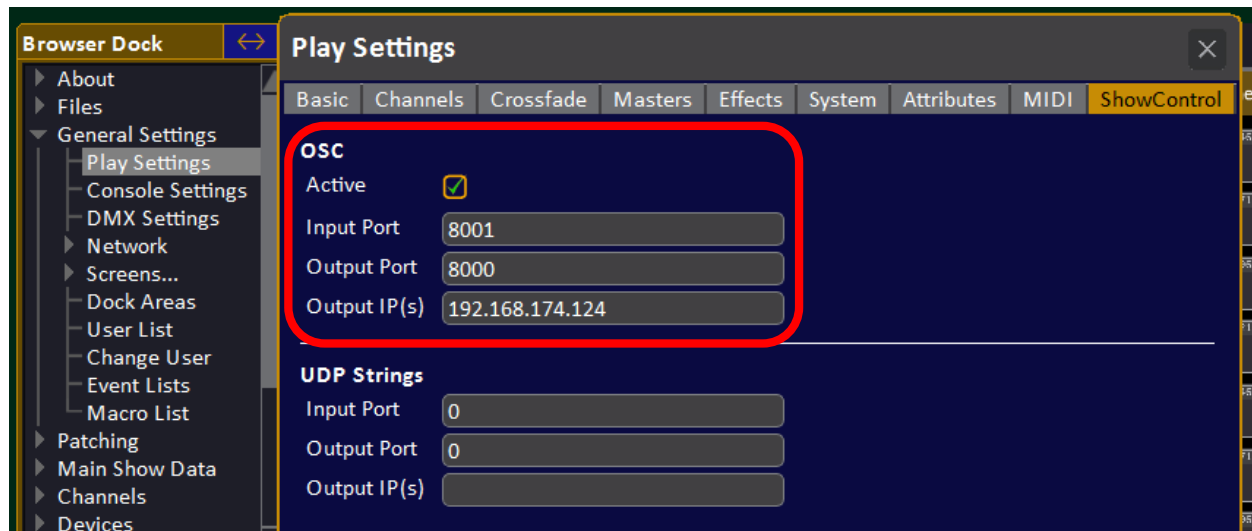 Browser Dock
About
Files
General Settings
Play Settings
Console Settings
DMX Settings
Network
Screens...
Dock Areas
User List
Change User
Event Lists
Macro List
Patching
Main Show Data
Channels
Devices
Play Settings
Basic Channels Crossfade Masters Effects System Attributes MIDI ShowControl
OSC
Active
Input Port 8001
Output Port 8000
Output IP(s) 192.168.174.124
UDP Strings
Input Port 0
Output Port 0
Output IP(s)